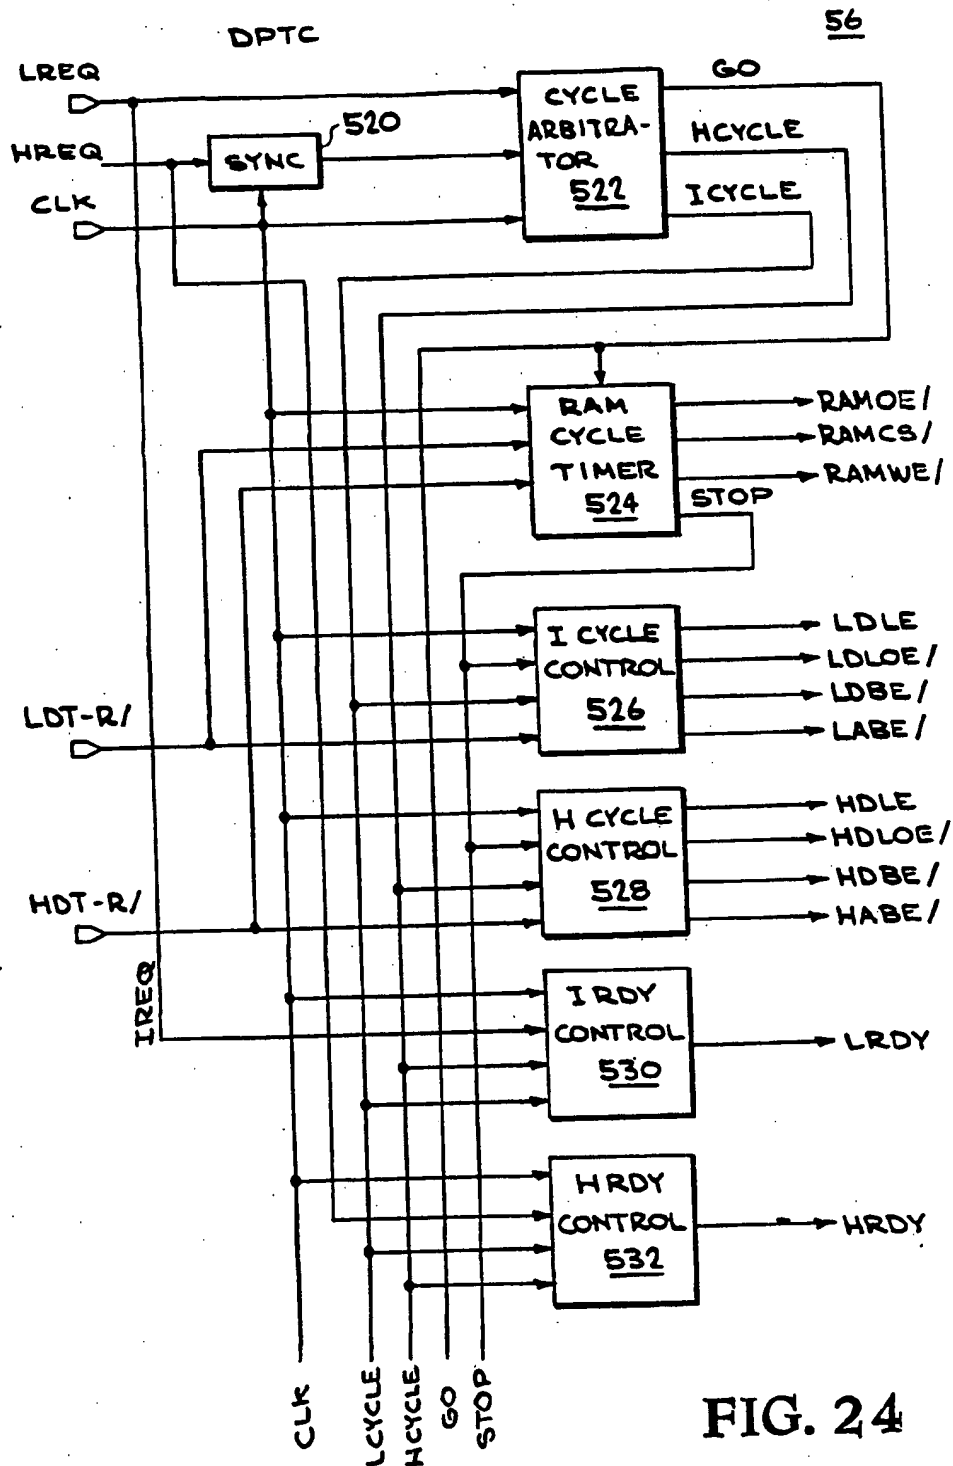 DPTC
56
LREQ
HREQ
CLK
SYNC
520
CYCLE
ARBITRA-
TOR
522
GO
HCYCLE
ICYCLE
RAM
CYCLE
TIMER
524
RAMOE/
RAMCS/
RAMWE/
STOP
I CYCLE
CONTROL
526
LDLE
LDLOE/
LDBE/
LABE/
LDT-R/
H CYCLE
CONTROL
528
HDLE
HDLOE/
HDBE/
HABE/
HDT-R/
IREQ
I RDY
CONTROL
530
LRDY
H RDY
CONTROL
532
HRDY
CLK
LCYCLE
HCYCLE
GO
STOP
FIG. 24